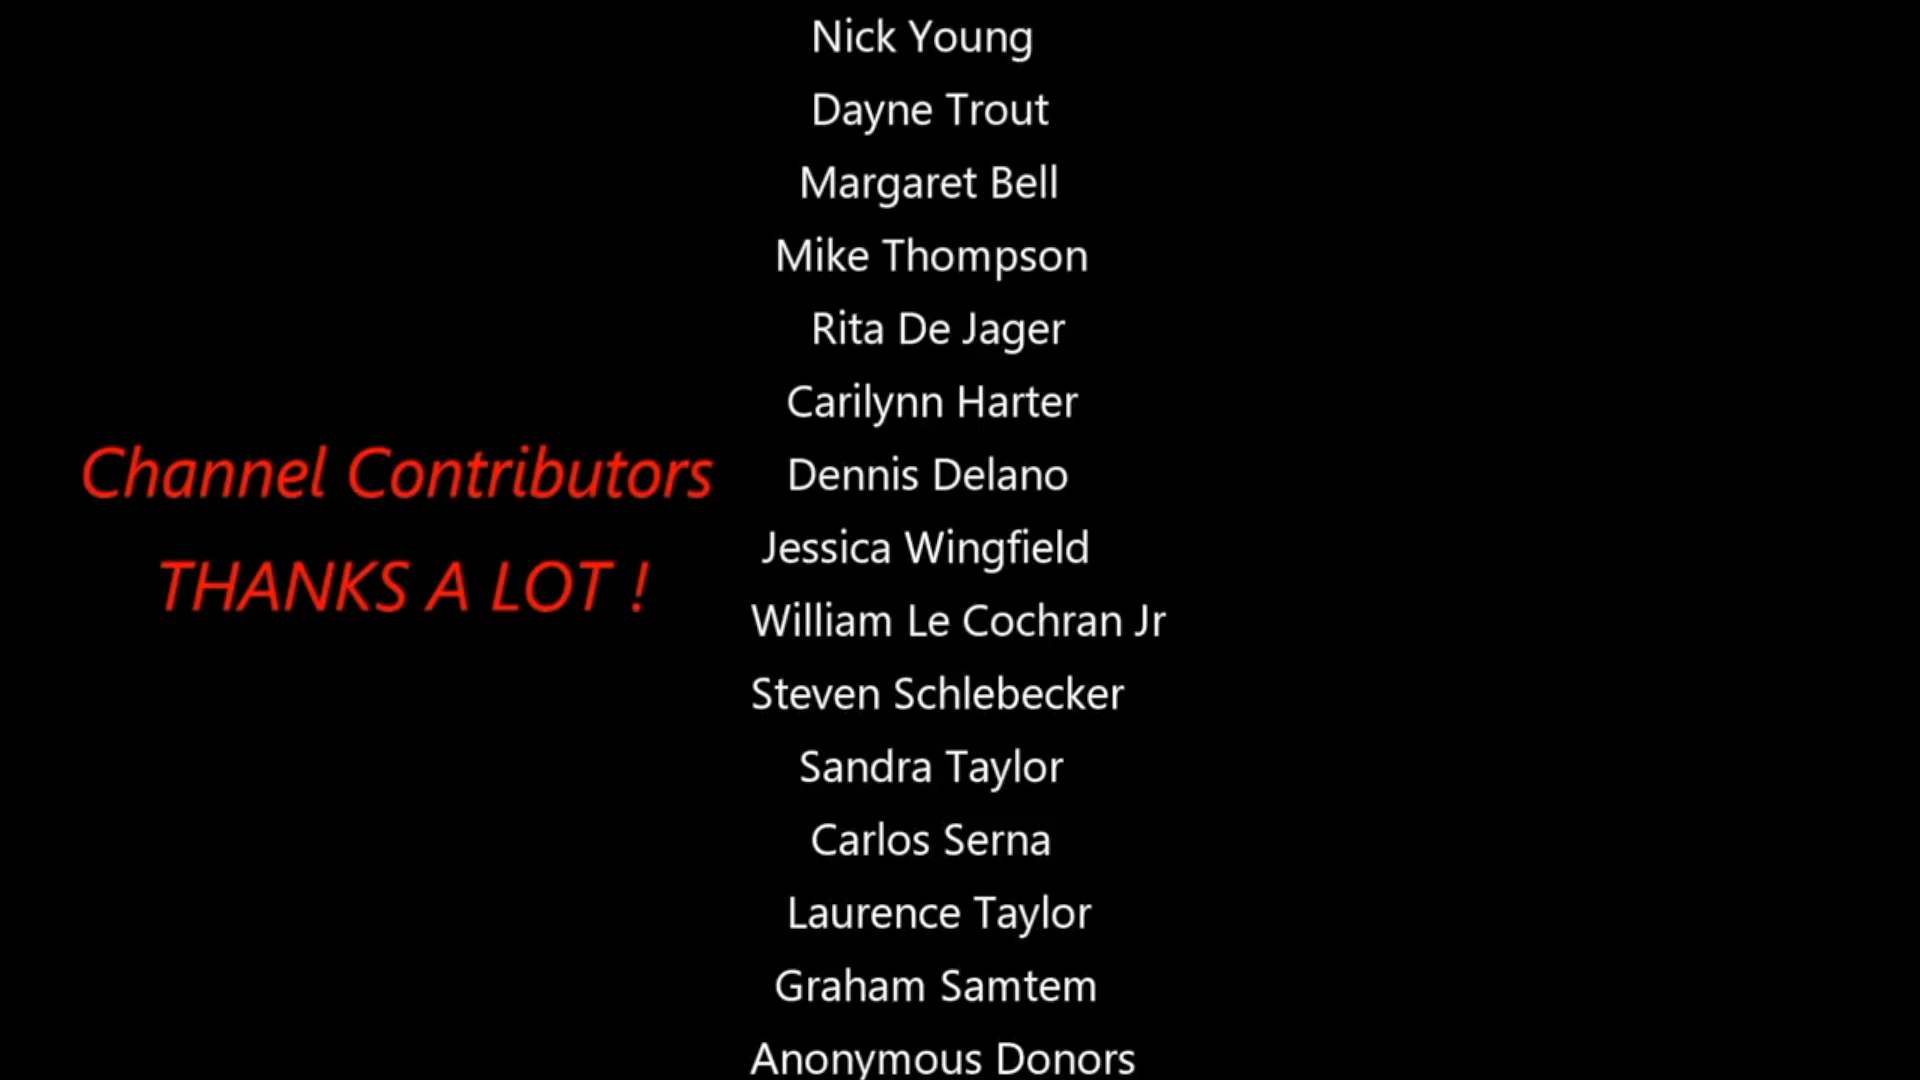 Channel Contributors
THANKS A LOT !
Nick Young
Dayne Trout
Margaret Bell
Mike Thompson
Rita De Jager
Carilynn Harter
Dennis Delano
Jessica Wingfield
William Le Cochran Jr
Steven Schlebecker
Sandra Taylor
Carlos Serna
Laurence Taylor
Graham Samtem
Anonymous Donors